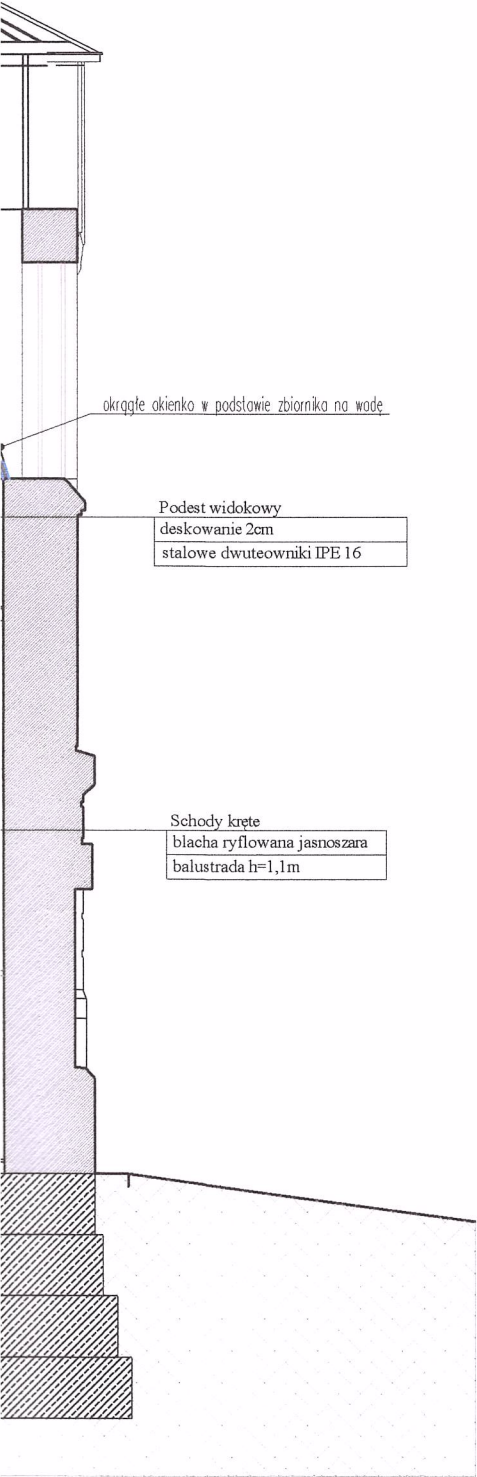 okrągłe okienko w podstawie zbiornika na wodę
Podest widokowy
deskowanie 2cm
stalowe dwuteowniki IPE 16
Schody kręte
blacha ryflowana jasnoszara
balustrada h=1,1m